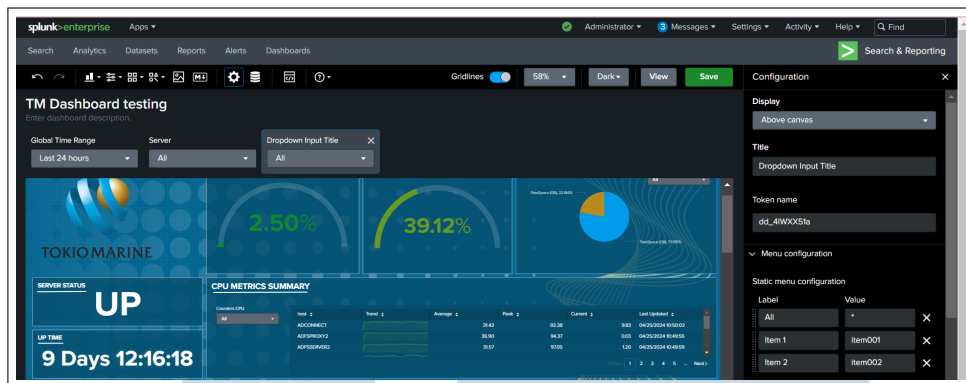 splunk>enterprise Apps
Administrator 3 Messages Settings Activity Help Find
Search Analytics Datasets Reports Alerts Dashboards
Search & Reporting
Gridlines 58% Dark View Save
Configuration
TM Dashboard testing
Enter dashboard description.
Global Time Range Server Dropdown Input Title
Last 24 hours All All
Display
Above canvas
Title
Dropdown Input Title
Token name
dd_4IWXX51a
Menu configuration
Static menu configuration
Label Value
All *
Item 1 item001
Item 2 item002
TOKIO MARINE
2.50%
39.12%
All
SERVER STATUS
UP
UP TIME
9 Days 12:16:18
CPU METRICS SUMMARY
Counters CPU
All
host Trend Average Peak Current Last Updated
ADCONNECT 31.42 92.38 9.83 04/25/2024 10:50:02
ADFSPROXY2 36.90 94.37 0.03 04/25/2024 10:49:55
ADFSSERVER2 31.57 97.05 1.20 04/25/2024 10:49:59
1 2 3 4 5 ... Next